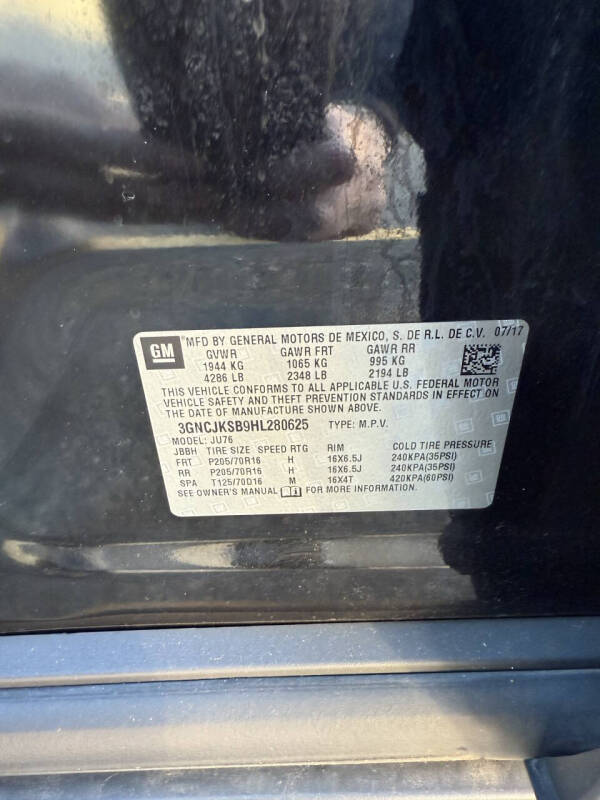 GM
MFD BY GENERAL MOTORS DE MEXICO, S. DE R.L. DE C.V. 07/17
GVWR GAWR FRT GAWR RR
1944 KG 1065 KG 995 KG
4286 LB 2348 LB 2194 LB
THIS VEHICLE CONFORMS TO ALL APPLICABLE U.S. FEDERAL MOTOR
VEHICLE SAFETY AND THEFT PREVENTION STANDARDS IN EFFECT ON
THE DATE OF MANUFACTURE SHOWN ABOVE.
3GNCJKSB9HL280625 TYPE: M.P.V.
MODEL: JU76
JBBH TIRE SIZE SPEED RTG RIM COLD TIRE PRESSURE
FRT P205/70R16 H 16X6.5J 240KPA(35PSI)
RR P205/70R16 H 16X6.5J 240KPA(35PSI)
SPA T125/70D16 M 16X4T 420KPA(60PSI)
SEE OWNER'S MANUAL FOR MORE INFORMATION.